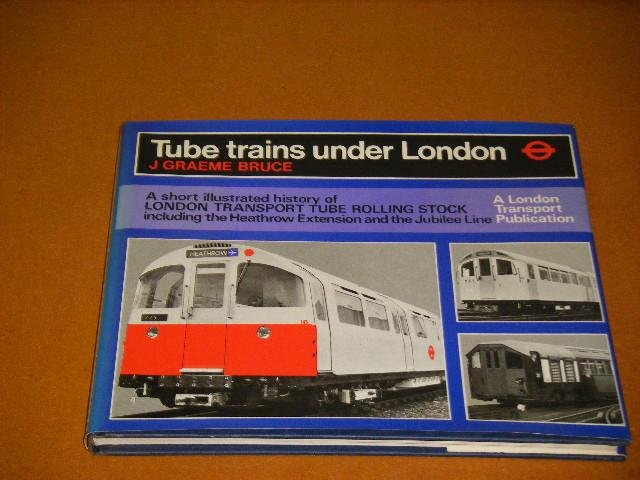 Tube trains under London
J GRAEME BRUCE
A short illustrated history of
LONDON TRANSPORT TUBE ROLLING STOCK
including the Heathrow Extension and the Jubilee Line
A London
Transport
Publication
HEATHROW